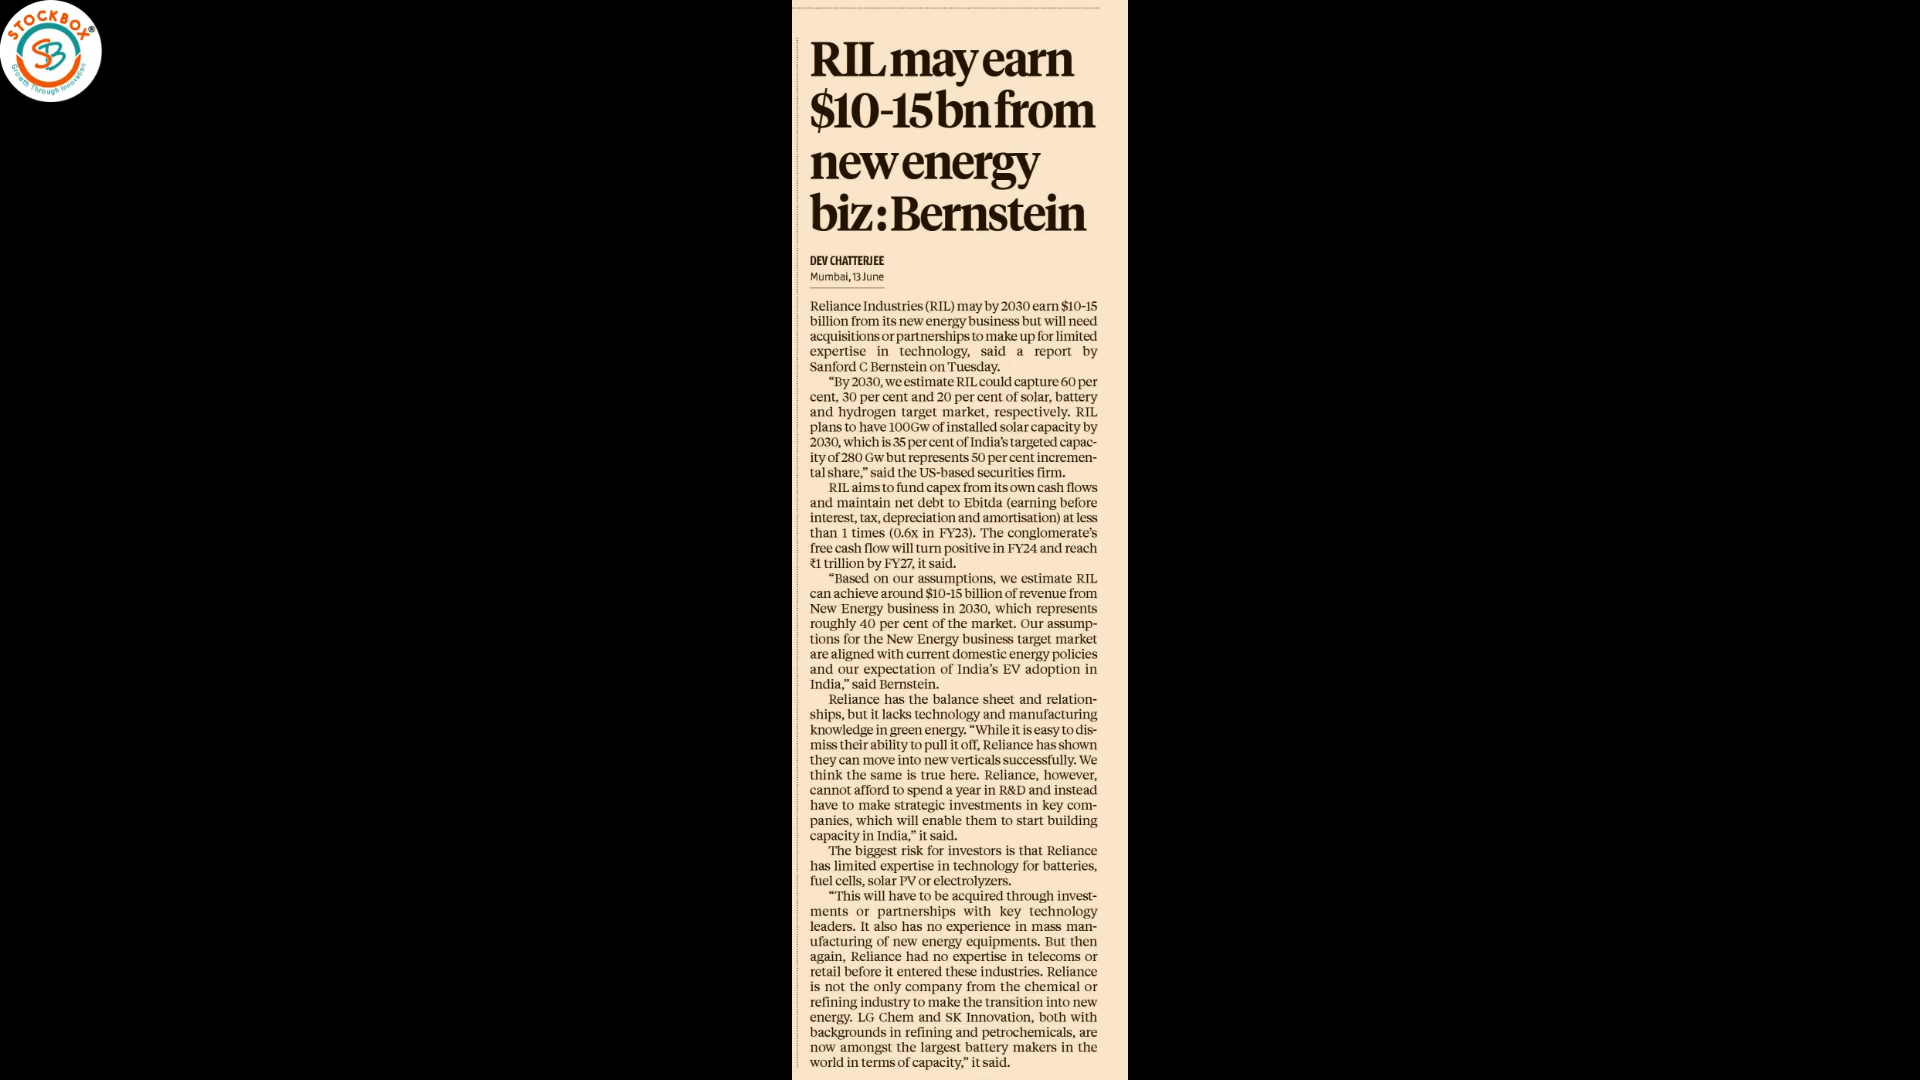 STOCKBOX®
SB
Growth Through Innovation
RIL may earn
$10-15 bn from
new energy
biz: Bernstein
DEV CHATTERJEE
Mumbai, 13 June
Reliance Industries (RIL) may by 2030 earn $10-15
billion from its new energy business but will need
acquisitions or partnerships to make up for limited
expertise in technology, said a report by
Sanford C Bernstein on Tuesday.
“By 2030, we estimate RIL could capture 60 per
cent, 30 per cent and 20 per cent of solar, battery
and hydrogen target market, respectively. RIL
plans to have 100Gw of installed solar capacity by
2030, which is 35 per cent of India’s targeted capac-
ity of 280 Gw but represents 50 per cent incremen-
tal share,” said the US-based securities firm.
RIL aims to fund capex from its own cash flows
and maintain net debt to Ebitda (earning before
interest, tax, depreciation and amortisation) at less
than 1 times (0.6x in FY23). The conglomerate’s
free cash flow will turn positive in FY24 and reach
₹1 trillion by FY27, it said.
“Based on our assumptions, we estimate RIL
can achieve around $10-15 billion of revenue from
New Energy business in 2030, which represents
roughly 40 per cent of the market. Our assump-
tions for the New Energy business target market
are aligned with current domestic energy policies
and our expectation of India’s EV adoption in
India,” said Bernstein.
Reliance has the balance sheet and relation-
ships, but it lacks technology and manufacturing
knowledge in green energy. “While it is easy to dis-
miss their ability to pull it off, Reliance has shown
they can move into new verticals successfully. We
think the same is true here. Reliance, however,
cannot afford to spend a year in R&D and instead
have to make strategic investments in key com-
panies, which will enable them to start building
capacity in India,” it said.
The biggest risk for investors is that Reliance
has limited expertise in technology for batteries,
fuel cells, solar PV or electrolyzers.
“This will have to be acquired through invest-
ments or partnerships with key technology
leaders. It also has no experience in mass man-
ufacturing of new energy equipments. But then
again, Reliance had no expertise in telecoms or
retail before it entered these industries. Reliance
is not the only company from the chemical or
refining industry to make the transition into new
energy. LG Chem and SK Innovation, both with
backgrounds in refining and petrochemicals, are
now amongst the largest battery makers in the
world in terms of capacity,” it said.